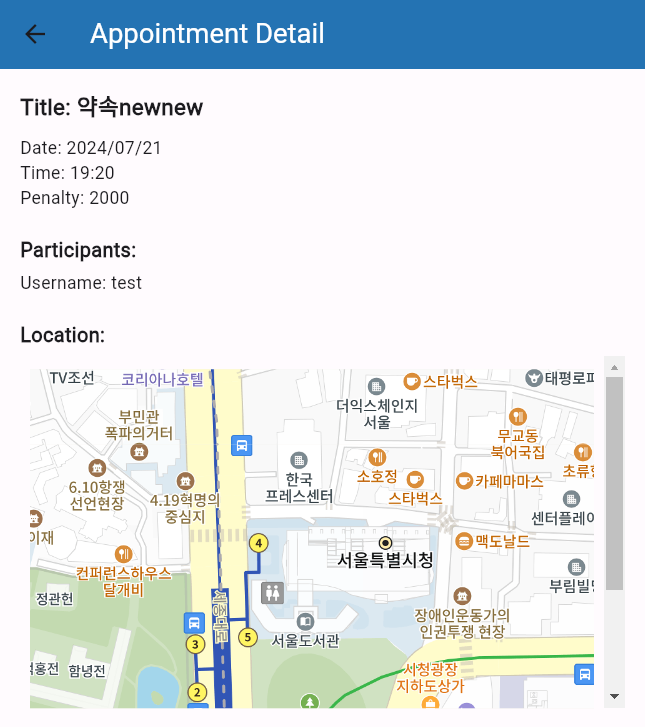 Appointment Detail
Title: 약속newnew
Date: 2024/07/21
Time: 19:20
Penalty: 2000
Participants:
Username: test
Location:
TV조선
코리아나호텔
스타벅스
태평로파
더익스체인지
서울
부민관
폭파의거터
무교동
북어국집
소호정
초류향
한국
프레스센터
6.10항쟁
선언현장
4.19혁명의
중심지
스타벅스
카페마마스
센터플레이
이재
4
서울특별시청
맥도날드
컨퍼런스하우스
달개비
부림빌딩
정관헌
세종대로
장애인운동가의
인권투쟁 현장
3
5
서울도서관
석홍전
함녕전
2
시청광장
지하도상가